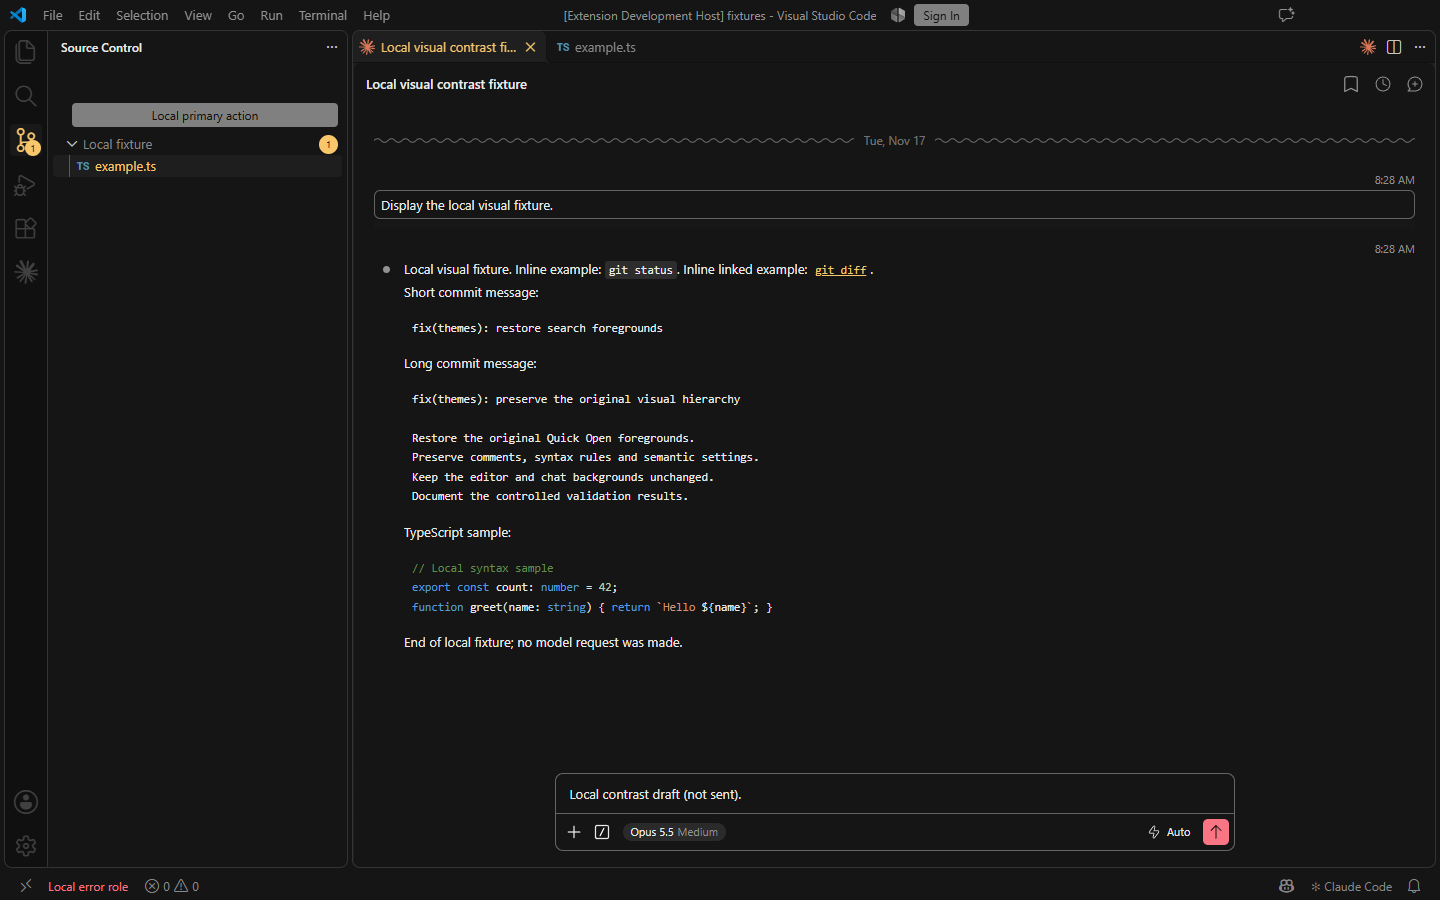 File Edit Selection View Go Run Terminal Help
[Extension Development Host] fixtures - Visual Studio Code
Sign In
Source Control
Local primary action
Local fixture
1
1
TS example.ts
Local visual contrast fi...
TS example.ts
Local visual contrast fixture
Tue, Nov 17
8:28 AM
Display the local visual fixture.
8:28 AM
Local visual fixture. Inline example: git status. Inline linked example: git diff.
Short commit message:
fix(themes): restore search foregrounds
Long commit message:
fix(themes): preserve the original visual hierarchy
Restore the original Quick Open foregrounds.
Preserve comments, syntax rules and semantic settings.
Keep the editor and chat backgrounds unchanged.
Document the controlled validation results.
TypeScript sample:
// Local syntax sample
export const count: number = 42;
function greet(name: string) { return `Hello ${name}`; }
End of local fixture; no model request was made.
Local contrast draft (not sent).
Opus 5.5 Medium
Auto
Local error role
0 0
Claude Code